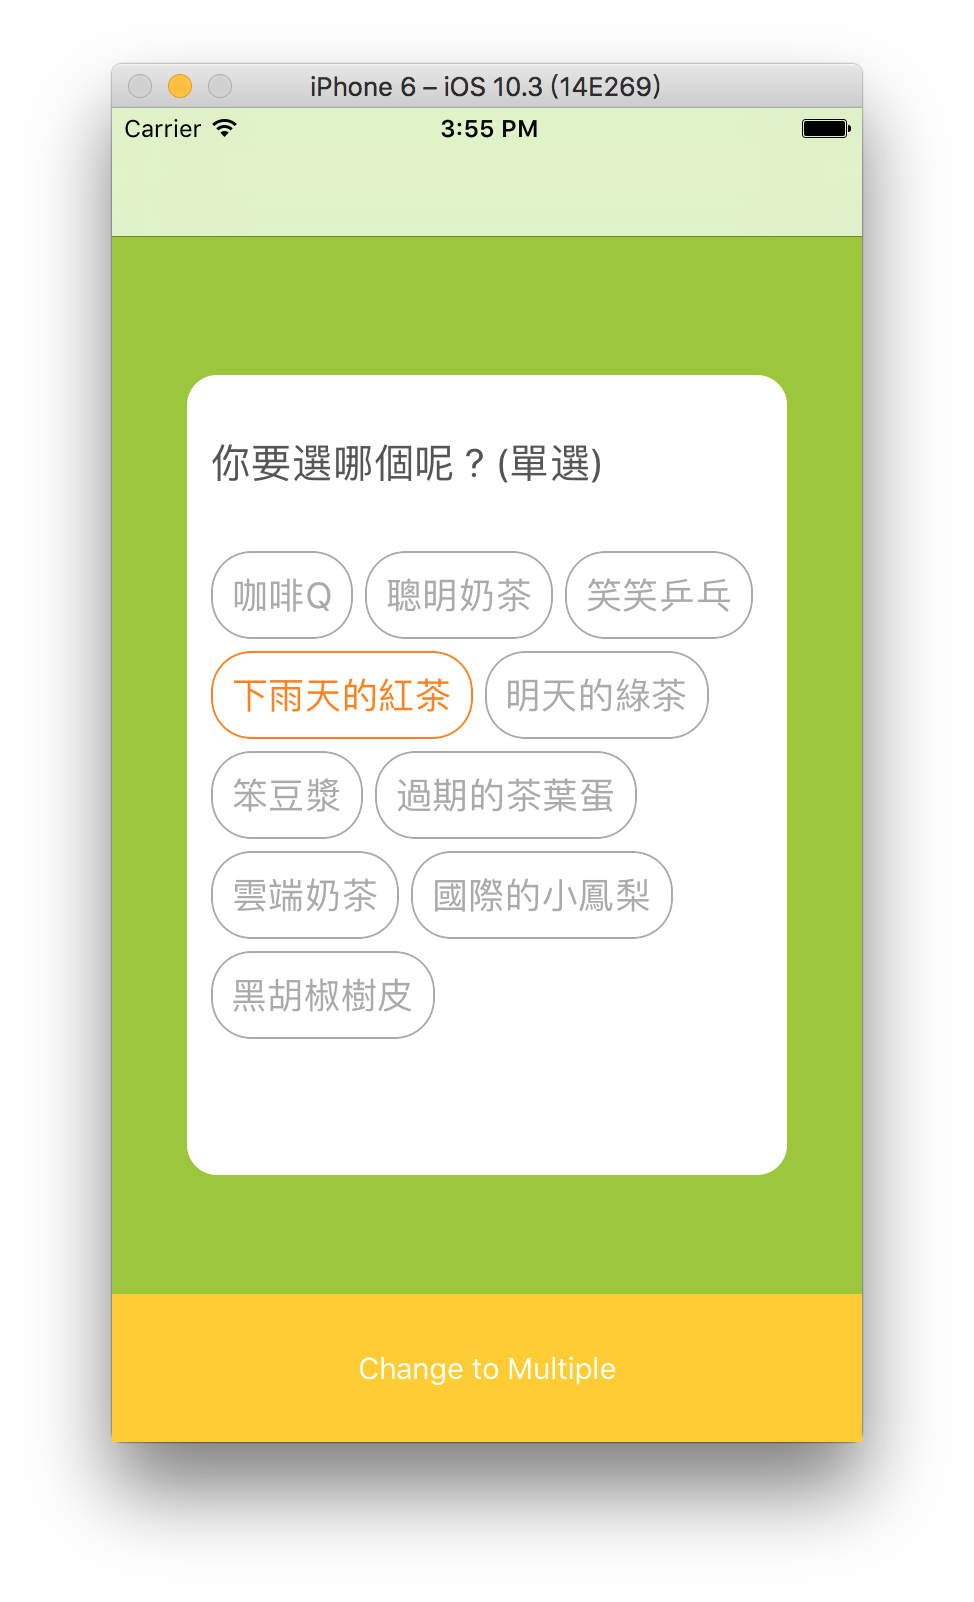 iPhone 6 – iOS 10.3 (14E269)
Carrier 3:55 PM
你要選哪個呢？(單選)
咖啡Q 聰明奶茶 笑笑乒乓
下雨天的紅茶 明天的綠茶
笨豆漿 過期的茶葉蛋
雲端奶茶 國際的小鳳梨
黑胡椒樹皮
Change to Multiple